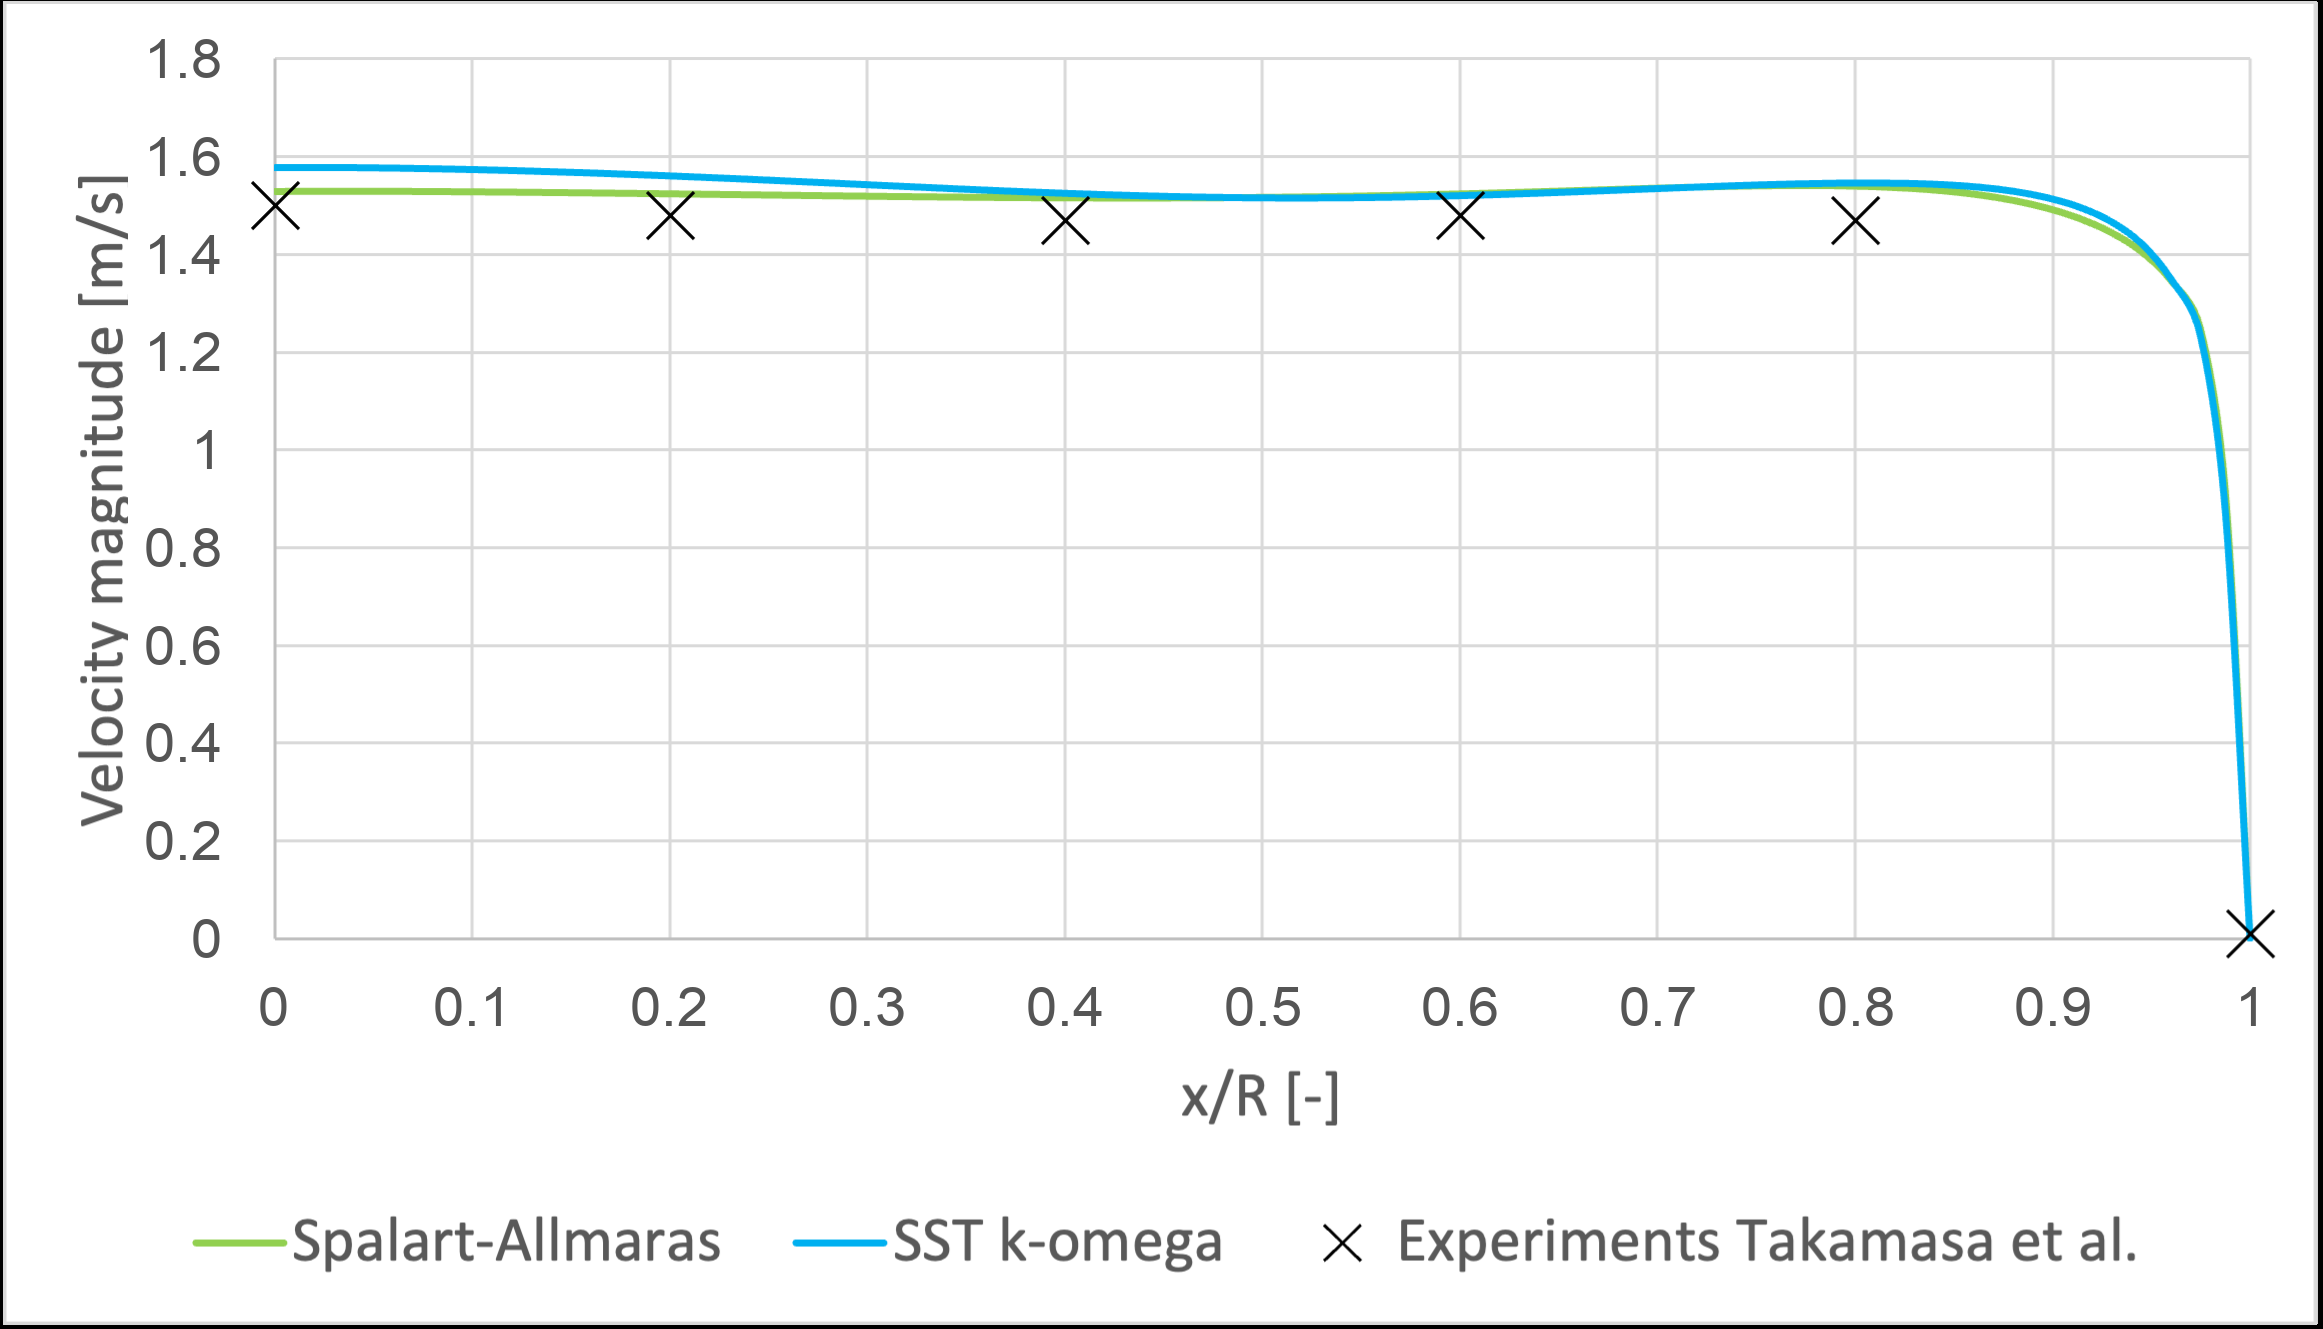 Velocity magnitude [m/s]
1.8
1.6
1.4
1.2
1
0.8
0.6
0.4
0.2
0
0 0.1 0.2 0.3 0.4 0.5 0.6 0.7 0.8 0.9 1
x/R [-]
Spalart-Allmaras SST k-omega Experiments Takamasa et al.